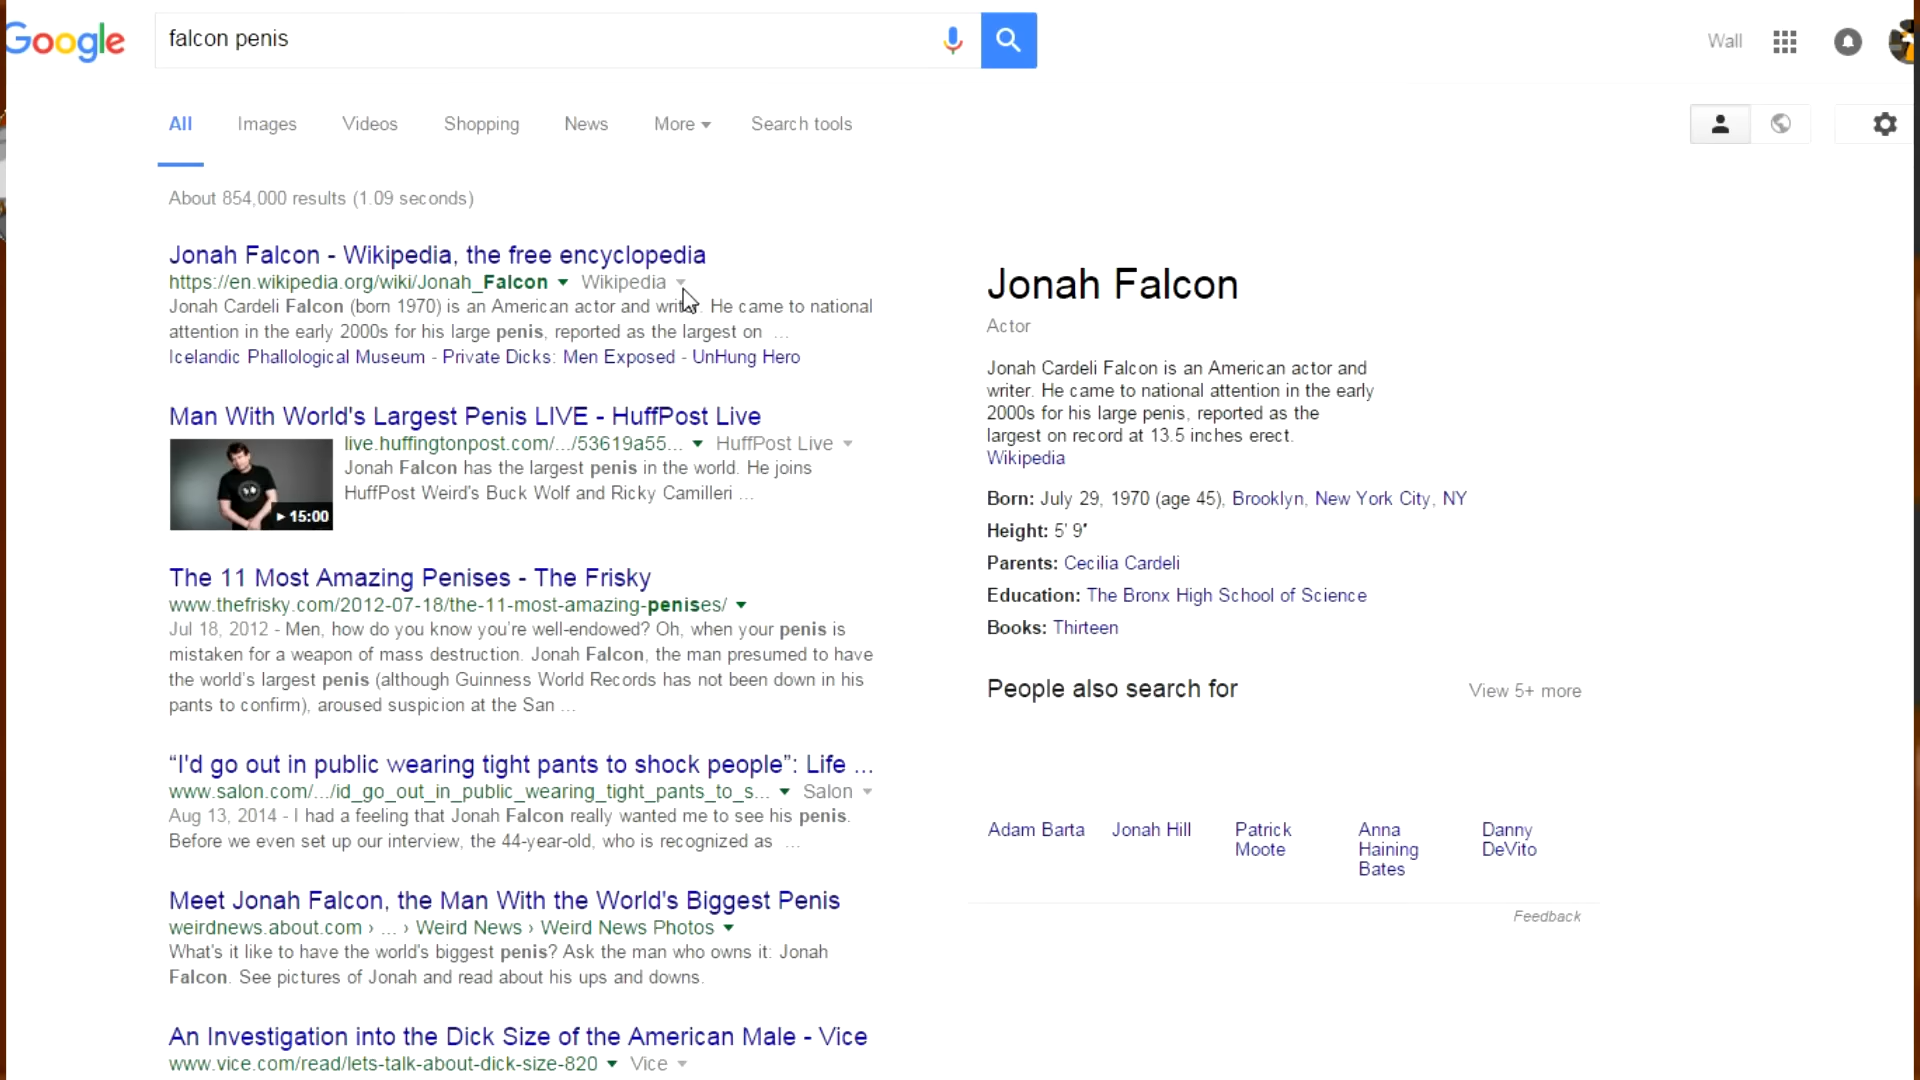 Google
falcon penis
Wall
All Images Videos Shopping News More Search tools
About 854,000 results (1.09 seconds)
Jonah Falcon - Wikipedia, the free encyclopedia
https://en.wikipedia.org/wiki/Jonah_Falcon Wikipedia
Jonah Cardeli Falcon (born 1970) is an American actor and writ . He came to national
attention in the early 2000s for his large penis, reported as the largest on ...
Icelandic Phallological Museum - Private Dicks: Men Exposed - UnHung Hero
Man With World's Largest Penis LIVE - HuffPost Live
live.huffingtonpost.com/.../53619a55... HuffPost Live
Jonah Falcon has the largest penis in the world. He joins
HuffPost Weird's Buck Wolf and Ricky Camilleri ...
15:00
The 11 Most Amazing Penises - The Frisky
www.thefrisky.com/2012-07-18/the-11-most-amazing-penises/
Jul 18, 2012 - Men, how do you know you're well-endowed? Oh, when your penis is
mistaken for a weapon of mass destruction. Jonah Falcon, the man presumed to have
the world's largest penis (although Guinness World Records has not been down in his
pants to confirm), aroused suspicion at the San ...
“I'd go out in public wearing tight pants to shock people”: Life ...
www.salon.com/.../id_go_out_in_public_wearing_tight_pants_to_s... Salon
Aug 13, 2014 - I had a feeling that Jonah Falcon really wanted me to see his penis.
Before we even set up our interview, the 44-year-old, who is recognized as ...
Meet Jonah Falcon, the Man With the World's Biggest Penis
weirdnews.about.com › ... › Weird News › Weird News Photos
What's it like to have the world's biggest penis? Ask the man who owns it: Jonah
Falcon. See pictures of Jonah and read about his ups and downs.
An Investigation into the Dick Size of the American Male - Vice
www.vice.com/read/lets-talk-about-dick-size-820 Vice
Jonah Falcon
Actor
Jonah Cardeli Falcon is an American actor and
writer. He came to national attention in the early
2000s for his large penis, reported as the
largest on record at 13.5 inches erect.
Wikipedia
Born: July 29, 1970 (age 45), Brooklyn, New York City, NY
Height: 5' 9″
Parents: Cecilia Cardeli
Education: The Bronx High School of Science
Books: Thirteen
People also search for View 5+ more
Adam Barta
Jonah Hill
Patrick
Moote
Anna
Haining
Bates
Danny
DeVito
Feedback